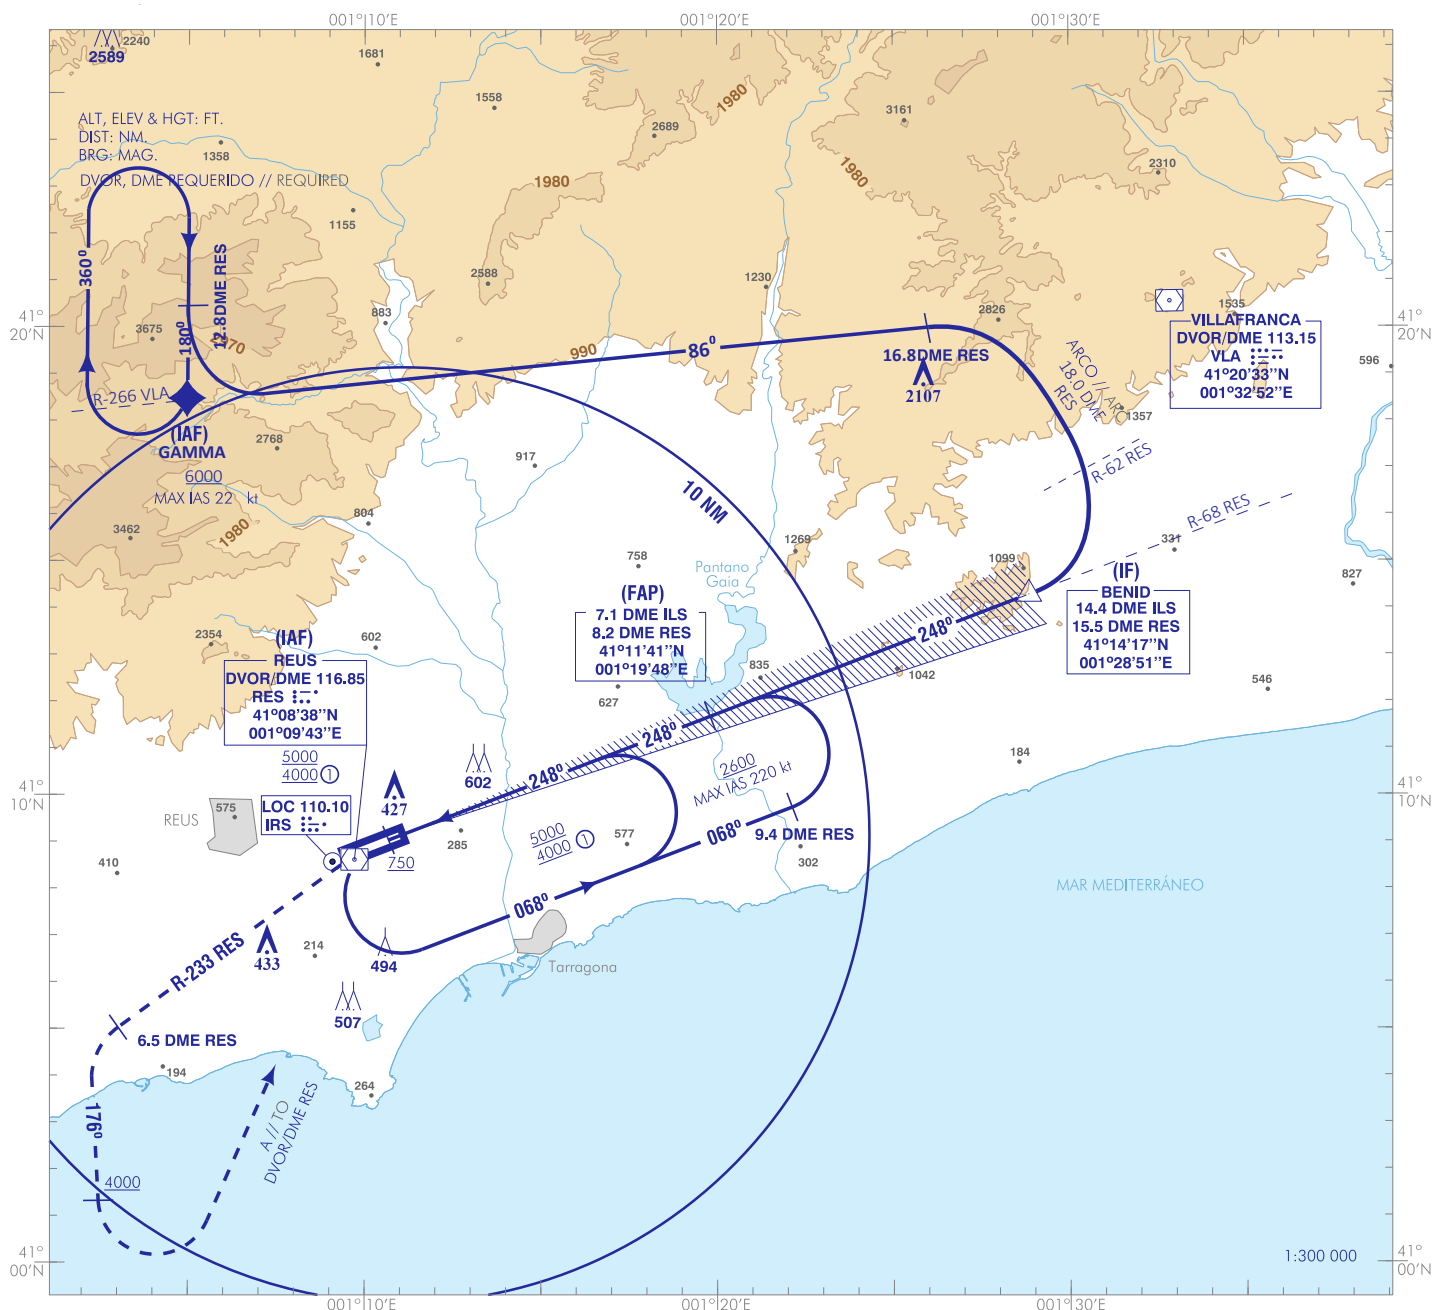 001°10'E
001°20'E
001°30'E
2240
2589
1681
1558
1980
2689
3161
1980
2310
ALT, ELEV & HGT: FT.
DIST: NM.
BRG: MAG.
1358
DVOR, DME REQUERIDO // REQUIRED
1980
1155
360⁰
12.8DME RES
2588
1230
883
180⁰
3675
990
86⁰
2826
16.8DME RES
2107
ARCO // ARC
18.0 DME
RES
1535
VILLAFRANCA
DVOR/DME 113.15
VLA
41°20'33''N
001°32'52''E
596
41°
20'N
41°
20'N
R-266 VLA
(IAF)
GAMMA
6000
MAX IAS 22 kt
2768
917
1357
R-62 RES
10 NM
R-68 RES
3462
1980
804
758
1269
1099
331
827
Pantano
Gaia
(FAP)
7.1 DME ILS
8.2 DME RES
41°11'41''N
001°19'48''E
(IF)
BENID
14.4 DME ILS
15.5 DME RES
41°14'17''N
001°28'51''E
248⁰
2354
(IAF)
602
REUS
DVOR/DME 116.85
RES
41°08'38''N
001°09'43''E
835
1042
546
627
248⁰
5000
4000 1
602
248⁰
2600
MAX IAS 220 kt
184
41°
10'N
41°
10'N
427
LOC 110.10
IRS
REUS
575
285
750
5000
4000 1
577
068⁰
9.4 DME RES
302
410
MAR MEDITERRÁNEO
068⁰
R-233 RES
433
214
494
Tarragona
507
6.5 DME RES
194
264
176⁰
A // TO
DVOR/DME RES
4000
41°
00'N
1:300 000
41°
00'N
001°10'E
001°20'E
001°30'E